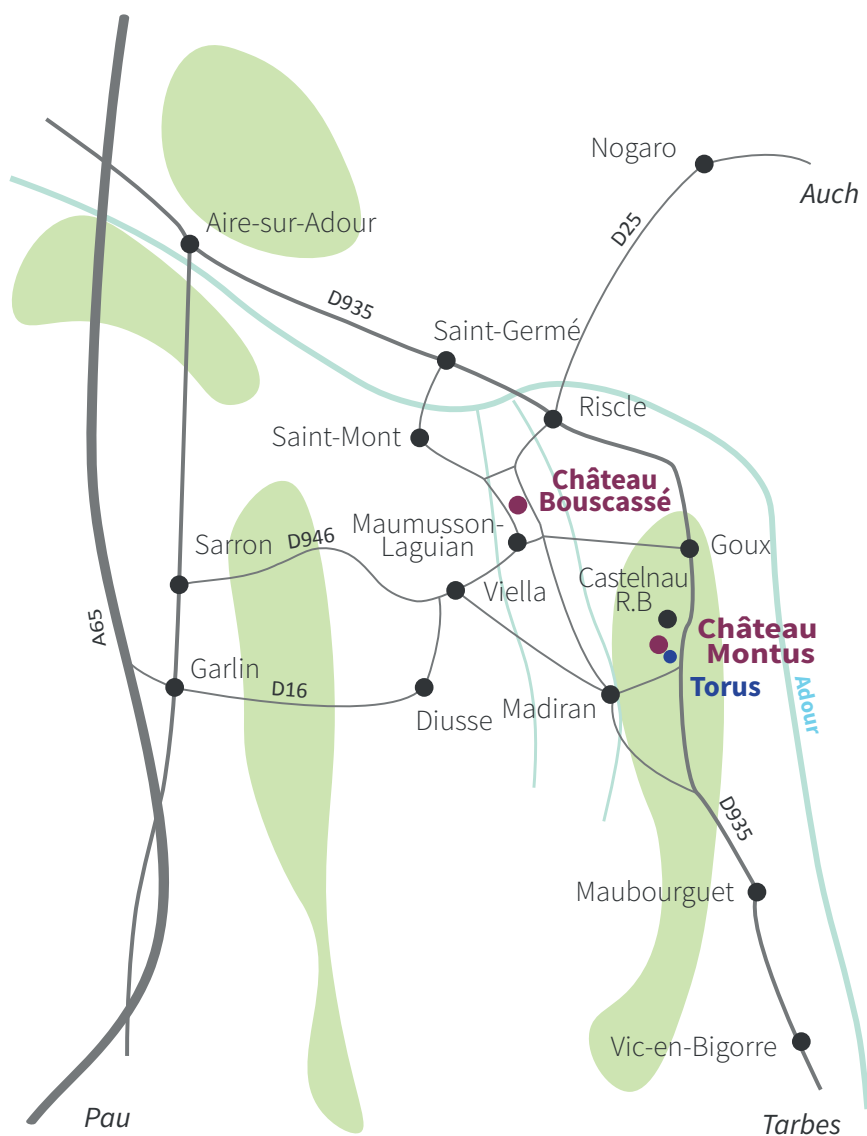 Nogaro
Auch
Aire-sur-Adour
D25
D935
Saint-Germé
Riscle
Saint-Mont
Château
Bouscassé
Maumusson-
Laguian
D946
Sarron
Goux
Castelnau
R.B
Viella
A65
Château
Montus
Garlin
D16
Torus
Adour
Diusse
Madiran
D935
Maubourguet
Vic-en-Bigorre
Pau
Tarbes